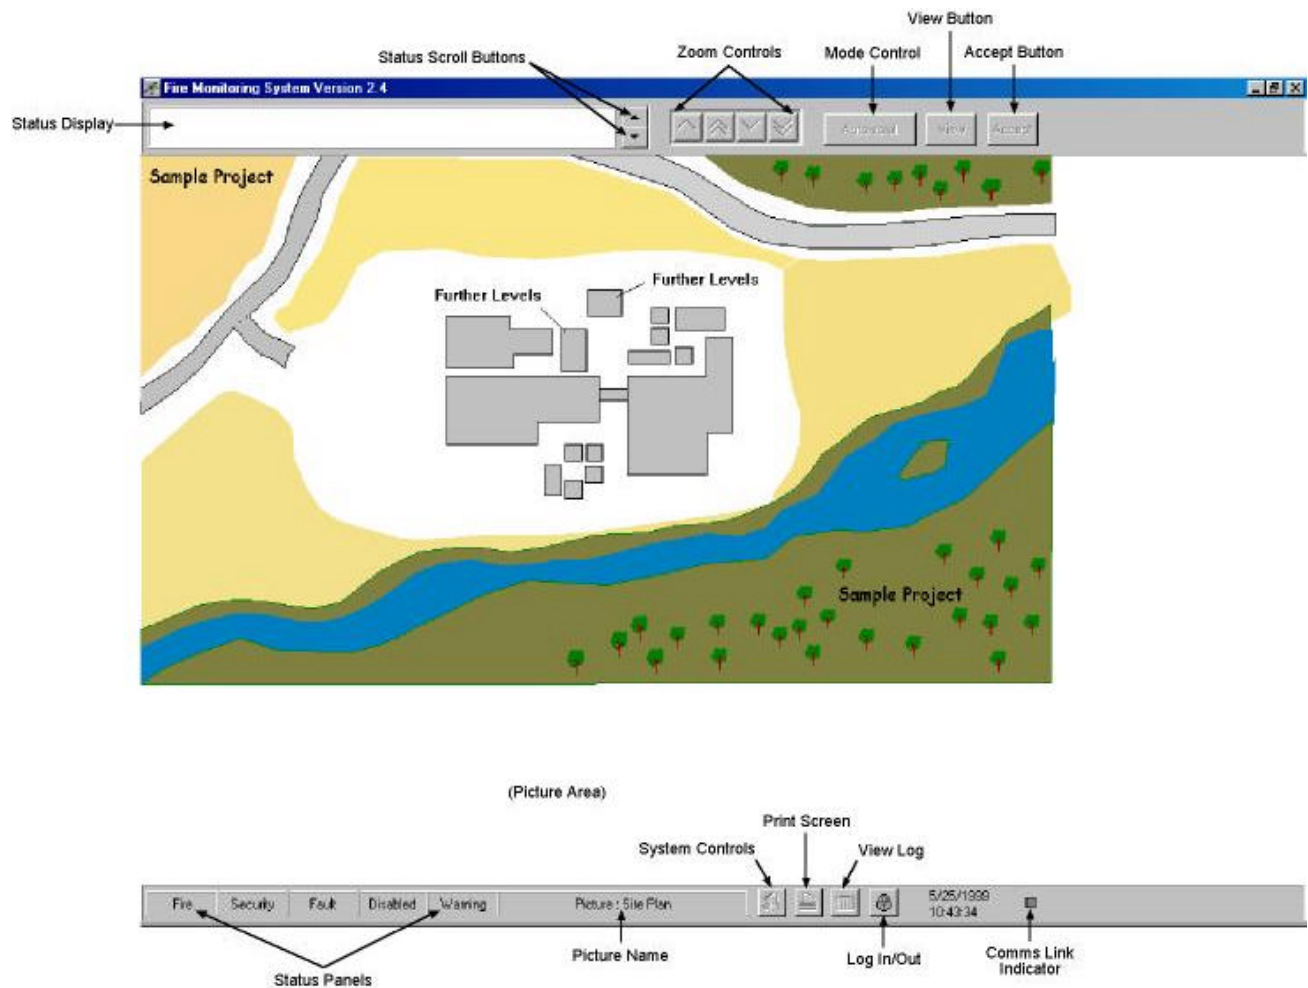 View Button
Status Scroll Buttons
Zoom Controls
Mode Control
Accept Button
Fire Monitoring System Version 2.4
Status Display
View
Accept
Sample Project
Further Levels
Further Levels
Sample Project
(Picture Area)
Print Screen
System Controls
View Log
Fire
Security
Fault
Disabled
Warning
Picture : Site Plan
5/25/1999
10:43:34
Status Panels
Picture Name
Log In/Out
Comms Link
Indicator